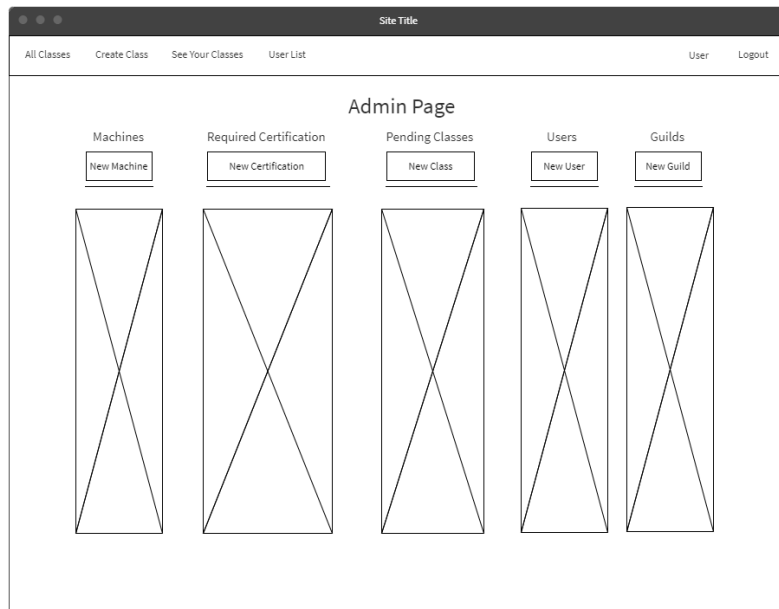 Site Title
All Classes Create Class See Your Classes User List User Logout
Admin Page
Machines Required Certification Pending Classes Users Guilds
New Machine New Certification New Class New User New Guild